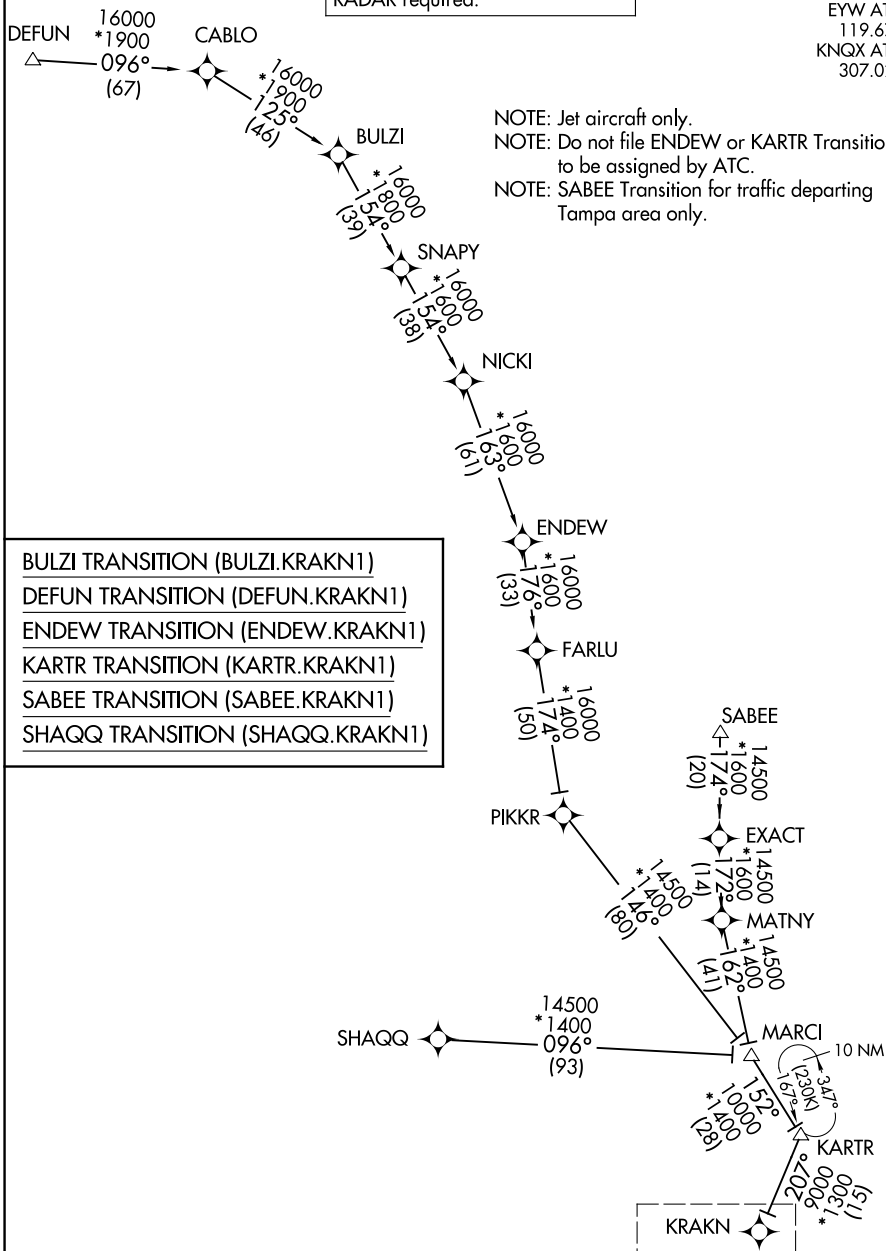 RADAR required.
EYW AT
119.6
KNQX AT
307.0
DEFUN
16000
*1900
096°
(67)
CABLO
16000
*1900
125°
(46)
BULZI
NOTE: Jet aircraft only.
NOTE: Do not file ENDEW or KARTR Transitio
to be assigned by ATC.
NOTE: SABEE Transition for traffic departing
Tampa area only.
16000
*1800
154°
(39)
SNAPY
16000
*1600
154°
(38)
NICKI
16000
*1600
163°
(61)
ENDEW
16000
*1600
176°
(33)
FARLU
BULZI TRANSITION (BULZI.KRAKN1)
DEFUN TRANSITION (DEFUN.KRAKN1)
ENDEW TRANSITION (ENDEW.KRAKN1)
KARTR TRANSITION (KARTR.KRAKN1)
SABEE TRANSITION (SABEE.KRAKN1)
SHAQQ TRANSITION (SHAQQ.KRAKN1)
16000
*1400
174°
(50)
PIKKR
SABEE
14500
*1600
174°
(20)
EXACT
14500
*1600
172°
(14)
MATNY
14500
*1400
146°
(80)
14500
*1400
162°
(41)
SHAQQ
14500
*1400
096°
(93)
MARCI
10 NM
347°
(230K)
167°
152°
10000
*1400
(28)
KARTR
207°
9000
*1300
(15)
KRAKN